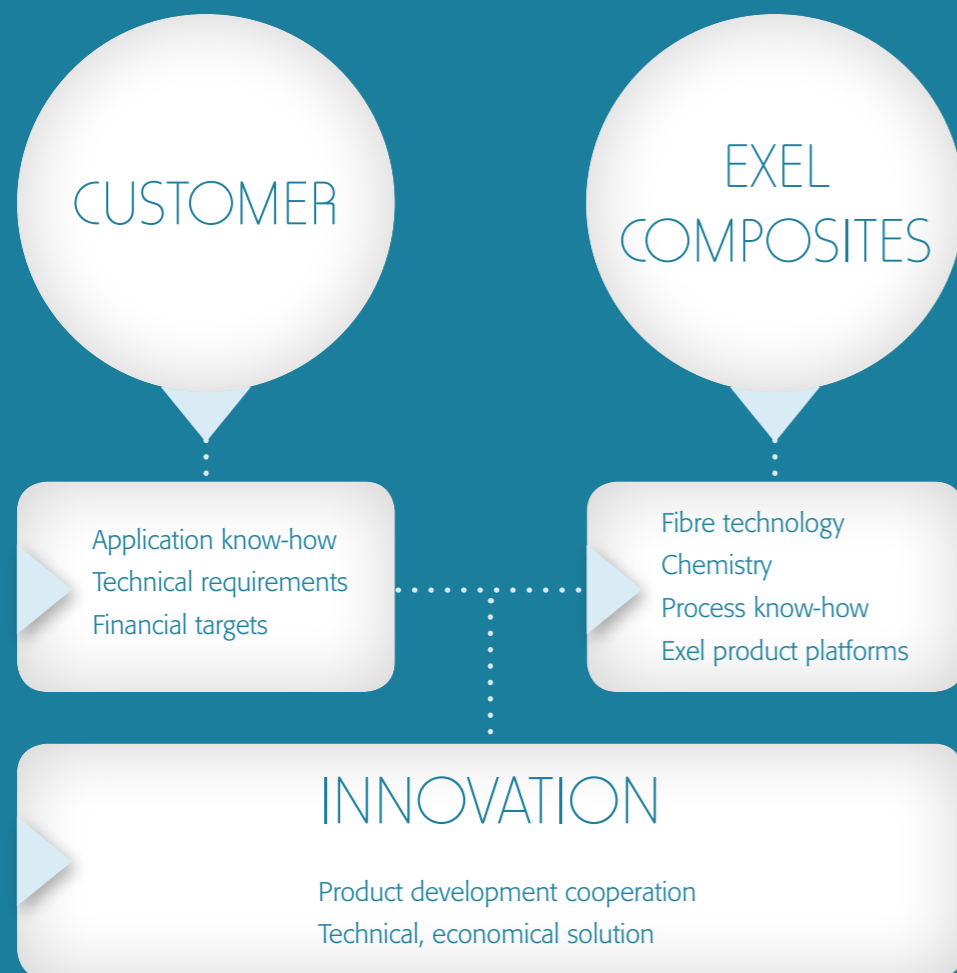 CUSTOMER
EXEL
COMPOSITES
Application know-how
Technical requirements
Financial targets
Fibre technology
Chemistry
Process know-how
Exel product platforms
INNOVATION
Product development cooperation
Technical, economical solution